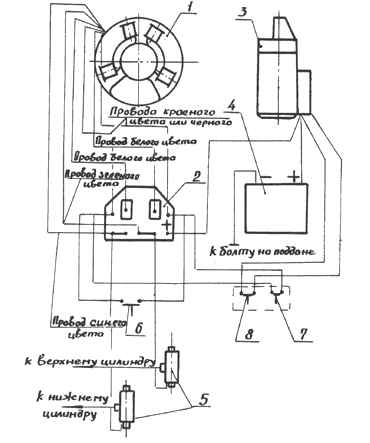 1
3
Провода красного
цвета или черного
4
Провод белого цвета
Провод белого цвета
Провод зеленого
цвета
2
- +
+
к болту на поддоне
Провод синего
цвета
6
8
7
к верхнему цилиндру
к нижнему
цилиндру
5